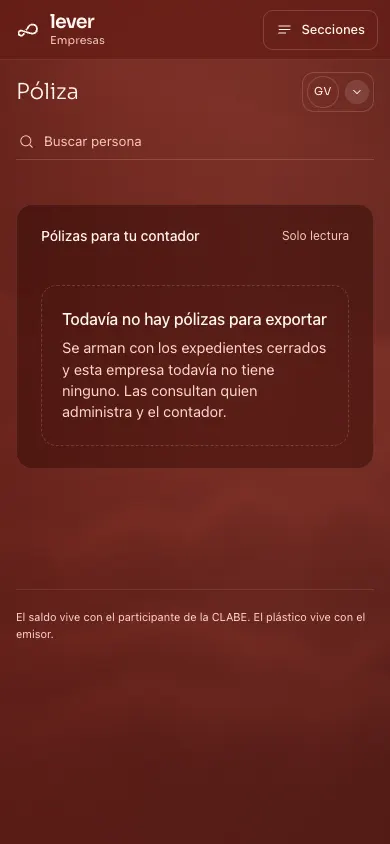 lever
Empresas
Secciones
Póliza
GV
Buscar persona
Pólizas para tu contador
Solo lectura
Todavía no hay pólizas para exportar
Se arman con los expedientes cerrados
y esta empresa todavía no tiene
ninguno. Las consultan quien
administra y el contador.
El saldo vive con el participante de la CLABE. El plástico vive con el
emisor.